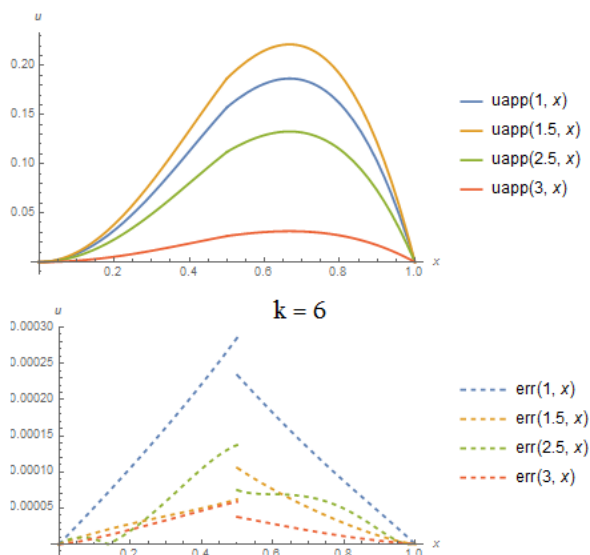 u
0.20
0.15
0.10
0.05
0.2 0.4 0.6 0.8 1.0 x
uapp(1, x)
uapp(1.5, x)
uapp(2.5, x)
uapp(3, x)
k = 6
u
0.00030
0.00025
0.00020
0.00015
0.00010
0.00005
0.2 0.4 0.6 0.8 1.0 x
err(1, x)
err(1.5, x)
err(2.5, x)
err(3, x)